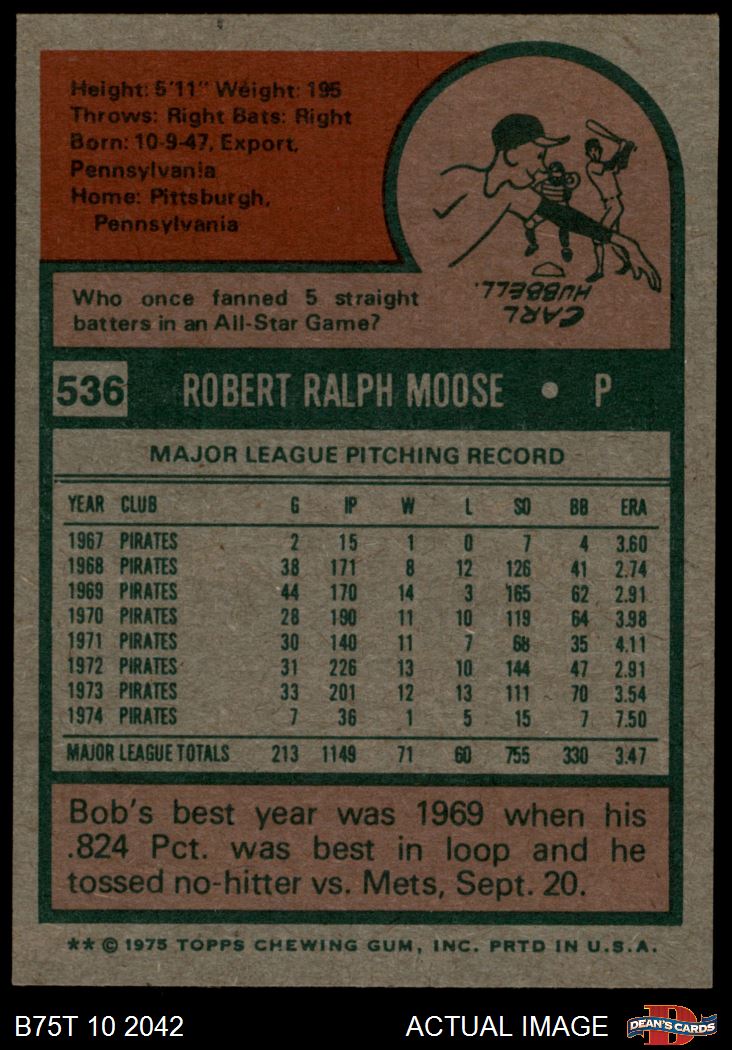 Height: 5'11" Weight: 195
Throws: Right Bats: Right
Born: 10-9-47, Export,
Pennsylvania
Home: Pittsburgh,
Pennsylvania
CARL
HUBBELL.
Who once fanned 5 straight
batters in an All-Star Game?
536 ROBERT RALPH MOOSE • P
MAJOR LEAGUE PITCHING RECORD
YEAR CLUB G IP W L SO BB ERA
1967 PIRATES 2 15 1 0 7 4 3.60
1968 PIRATES 38 171 8 12 126 41 2.74
1969 PIRATES 44 170 14 3 165 62 2.91
1970 PIRATES 28 190 11 10 119 64 3.98
1971 PIRATES 30 140 11 7 68 35 4.11
1972 PIRATES 31 226 13 10 144 47 2.91
1973 PIRATES 33 201 12 13 111 70 3.54
1974 PIRATES 7 36 1 5 15 7 7.50
MAJOR LEAGUE TOTALS 213 1149 71 60 755 330 3.47
Bob's best year was 1969 when his
.824 Pct. was best in loop and he
tossed no-hitter vs. Mets, Sept. 20.
** © 1975 TOPPS CHEWING GUM, INC. PRTD IN U.S.A.
B75T 10 2042 ACTUAL IMAGE DEAN'S CARDS